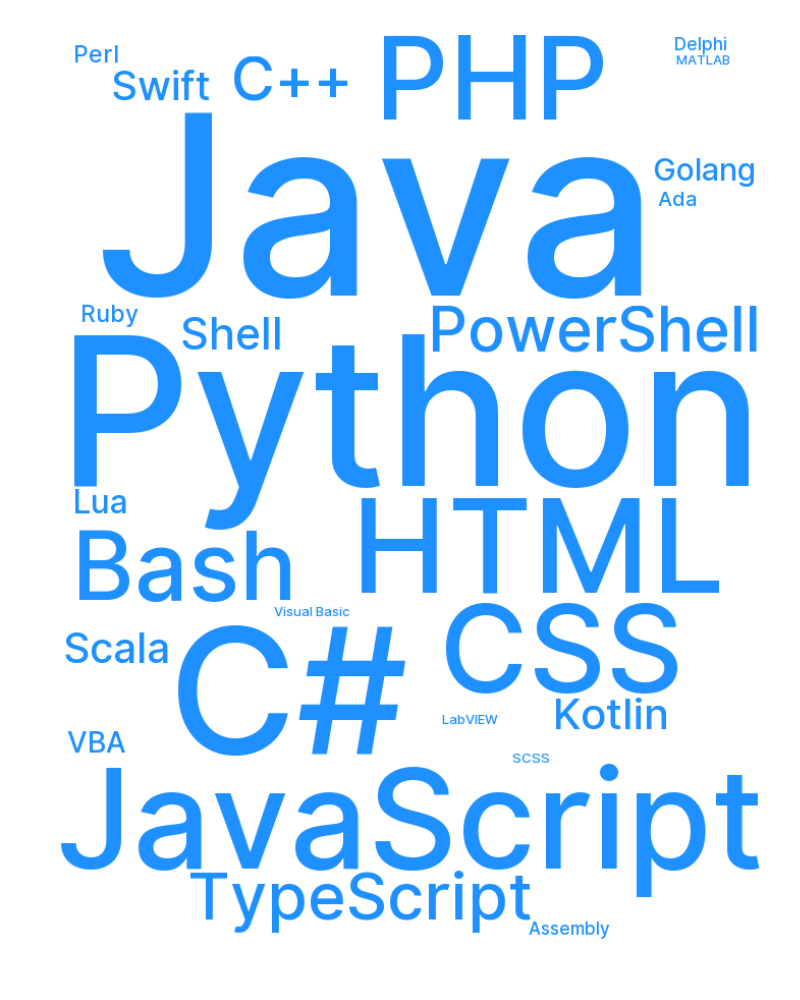 Perl
Swift
C++
PHP
Delphi
MATLAB
Java
Golang
Ada
Ruby
Shell
PowerShell
Python
Lua
Bash
HTML
Visual Basic
Scala
C#
CSS
Kotlin
LabVIEW
VBA
SCSS
JavaScript
TypeScript
Assembly